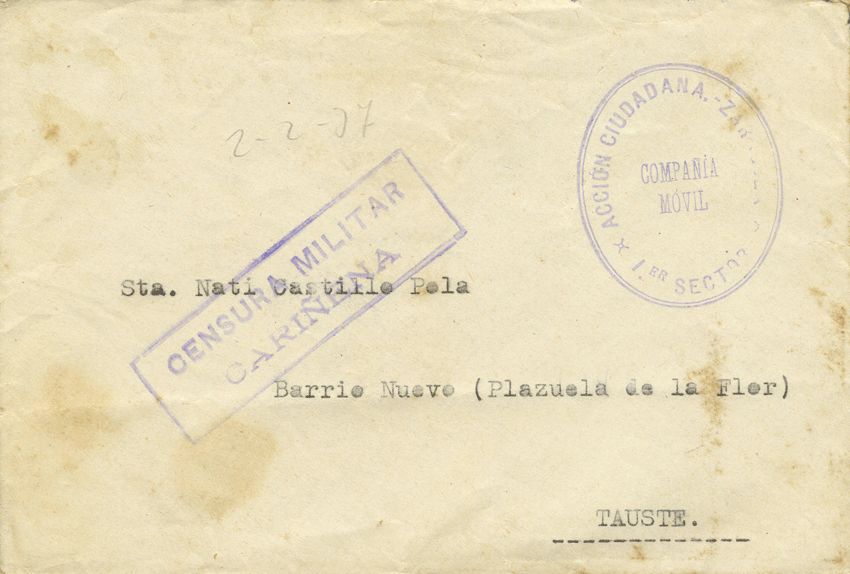 2-2-37
ACCIÓN CIUDADANA.-ZARAGOZA
COMPAÑÍA
MÓVIL
1.ER SECTOR
CENSURA MILITAR
CARIÑENA
Sta. Nati Castillo Pola
Barrio Nuevo (Plazuela de la Flor)
TAUSTE.